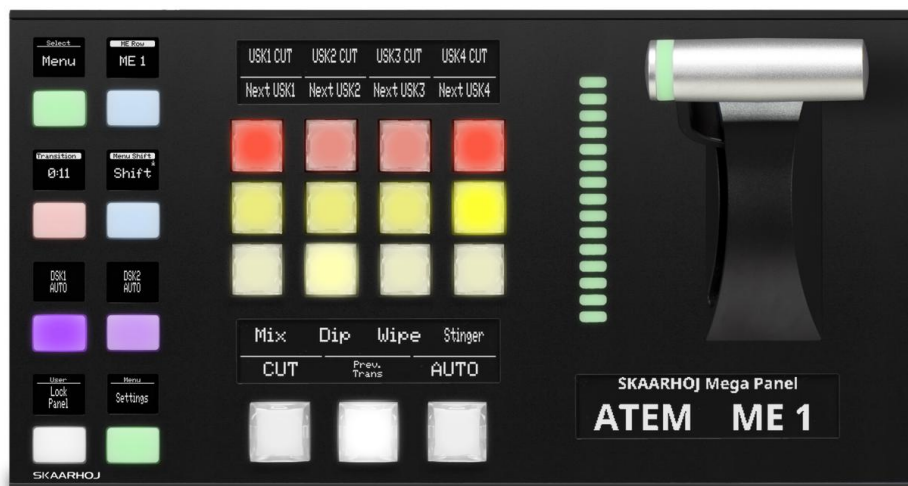 Select
Menu
ME Row
ME 1
Transition
0:11
Menu Shift
Shift
DSK1
AUTO
DSK2
AUTO
User
Lock
Panel
Menu
Settings
SKAARHOJ
USK1 CUT USK2 CUT USK3 CUT USK4 CUT
Next USK1 Next USK2 Next USK3 Next USK4
Mix Dip Wipe Stinger
CUT Prev. Trans AUTO
SKAARHOJ Mega Panel
ATEM ME 1